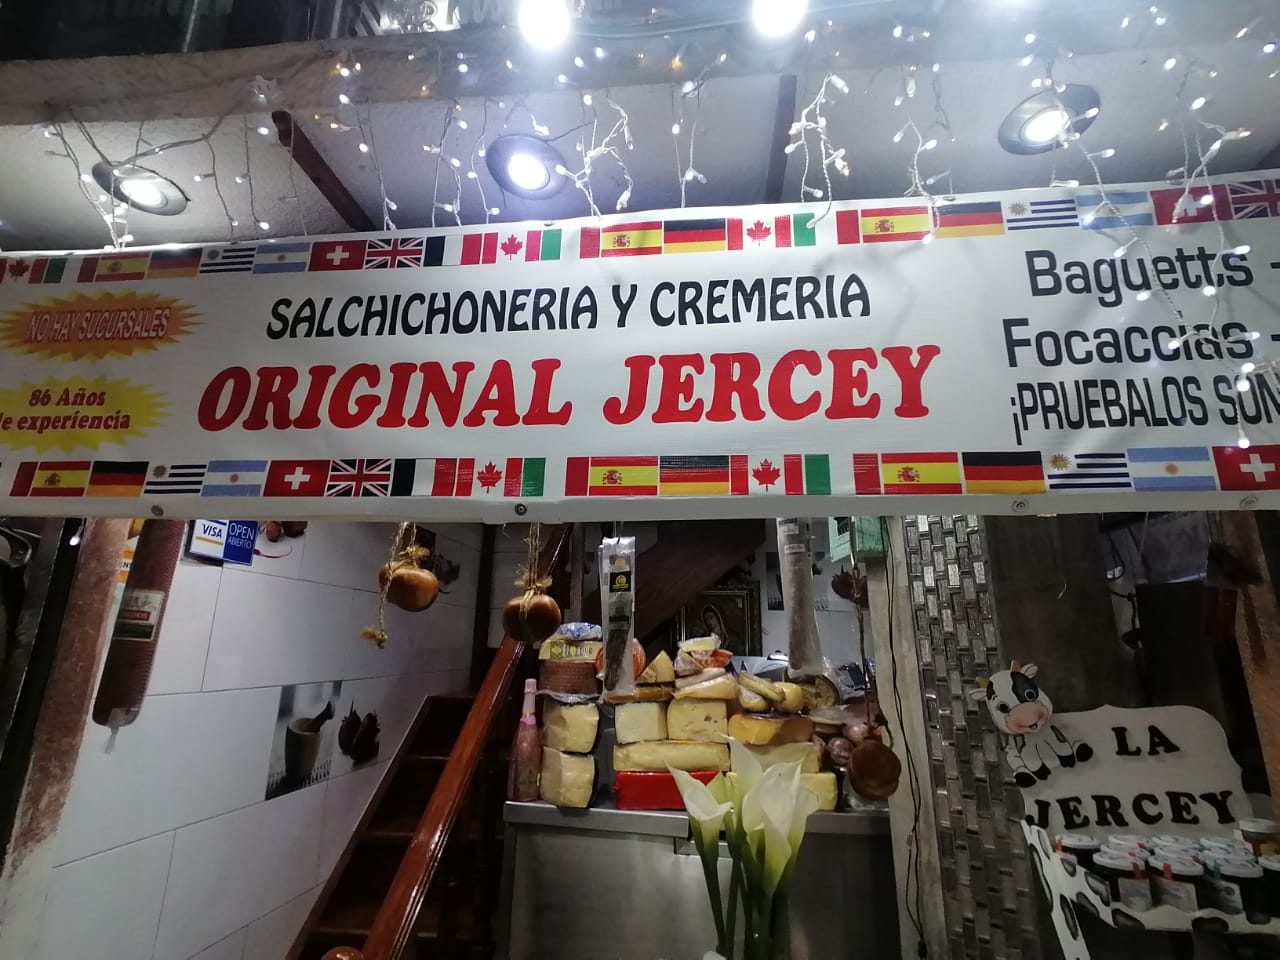 NO HAY SUCURSALES
86 Años
de experiencia
SALCHICHONERIA Y CREMERIA
ORIGINAL JERCEY
Baguetts -
Focaccias -
¡PRUEBALOS SON
VISA
OPEN
ABIERTO
LA
JERCEY